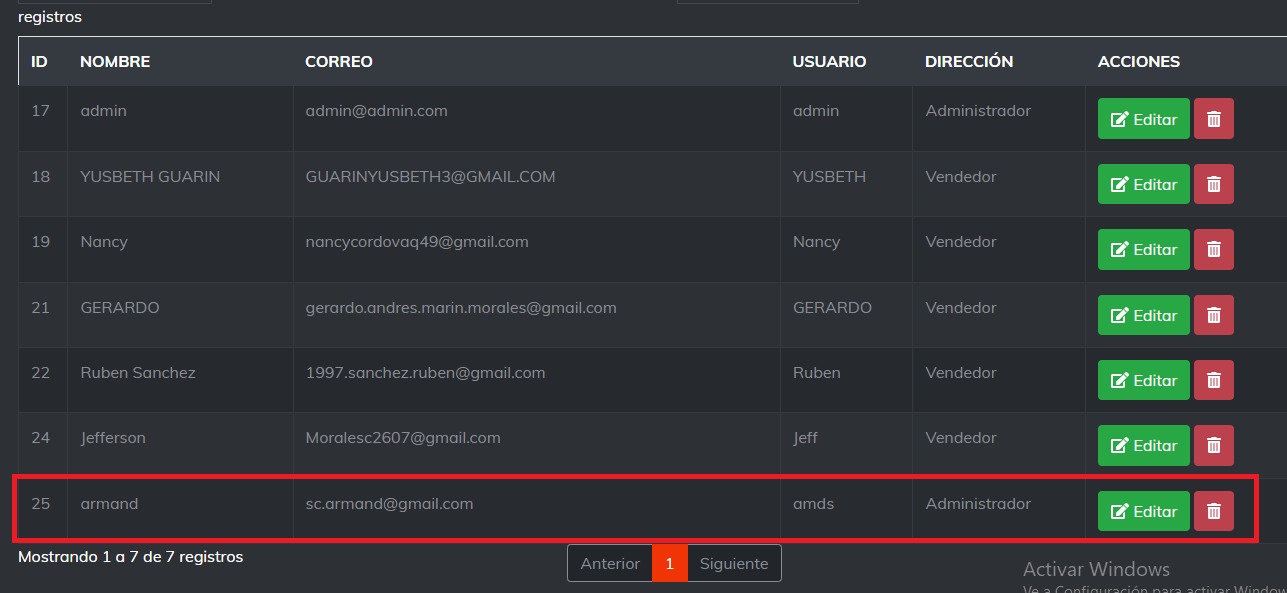 registros
ID NOMBRE CORREO USUARIO DIRECCIÓN ACCIONES
17 admin admin@admin.com admin Administrador Editar
18 YUSBETH GUARIN GUARINYUSBETH3@GMAIL.COM YUSBETH Vendedor Editar
19 Nancy nancycordovaq49@gmail.com Nancy Vendedor Editar
21 GERARDO gerardo.andres.marin.morales@gmail.com GERARDO Vendedor Editar
22 Ruben Sanchez 1997.sanchez.ruben@gmail.com Ruben Vendedor Editar
24 Jefferson Moralesc2607@gmail.com Jeff Vendedor Editar
25 armand sc.armand@gmail.com amds Administrador Editar
Mostrando 1 a 7 de 7 registros
Anterior 1 Siguiente
Activar Windows
Ve a Configuración para activar Window